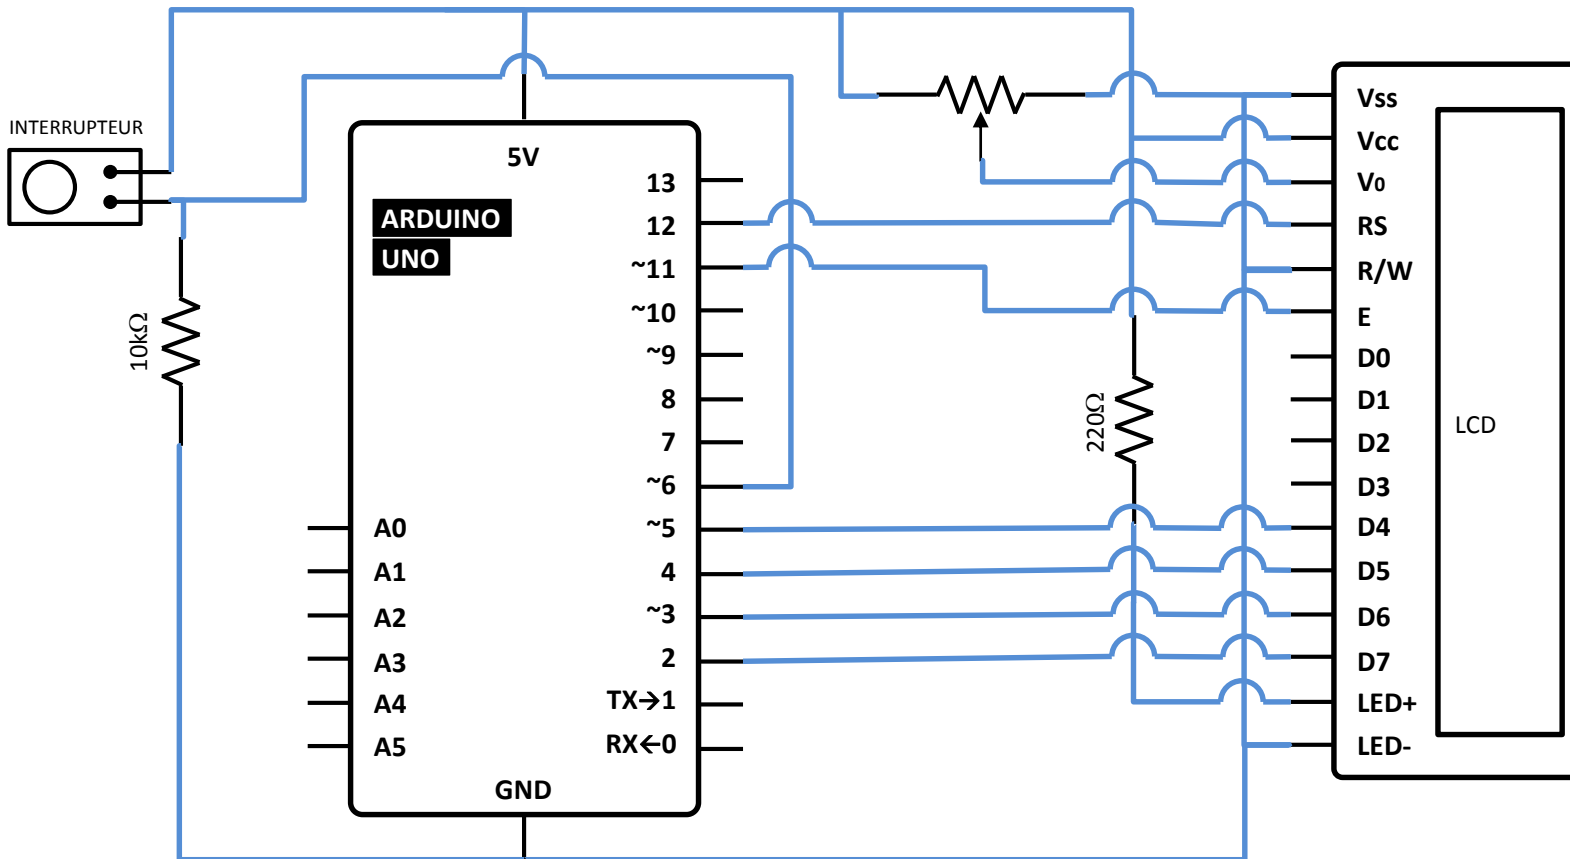 INTERRUPTEUR
10kΩ
5V
ARDUINO
UNO
13
12
~11
~10
~9
8
7
~6
~5
4
~3
2
TX→1
RX←0
A0
A1
A2
A3
A4
A5
GND
220Ω
Vss
Vcc
V0
RS
R/W
E
D0
D1
D2
D3
D4
D5
D6
D7
LED+
LED-
LCD